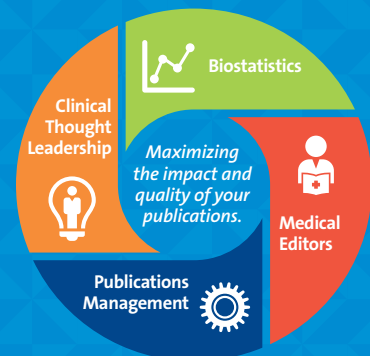 Biostatistics
Clinical
Thought
Leadership
Maximizing
the impact and
quality of your
publications.
Medical
Editors
Publications
Management